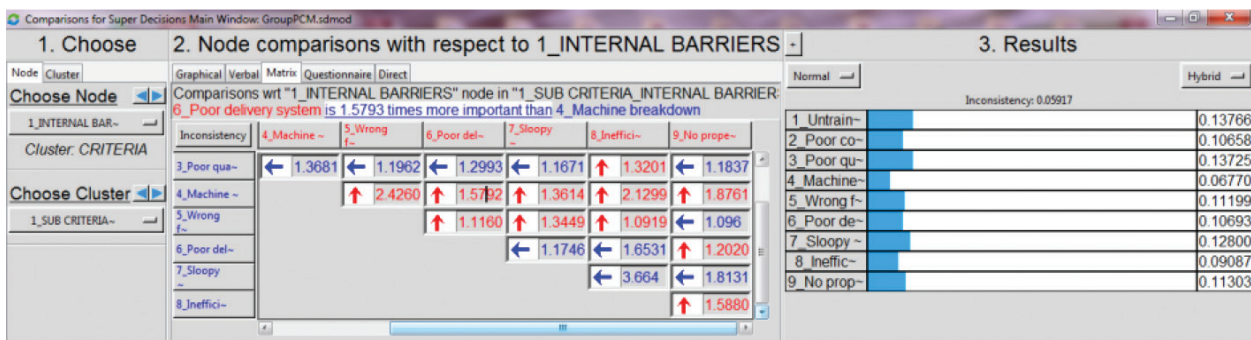 Comparisons for Super Decisions Main Window: GroupPCM.sdmod
1. Choose
Node Cluster
Choose Node
1_INTERNAL BAR~
Cluster: CRITERIA
Choose Cluster
1_SUB CRITERIA~
2. Node comparisons with respect to 1_INTERNAL BARRIERS
Graphical Verbal Matrix Questionnaire Direct
Comparisons wrt "1_INTERNAL BARRIERS" node in "1_SUB CRITERIA_INTERNAL BARRIER
6_Poor delivery system is 1.5793 times more important than 4_Machine breakdown
Inconsistency 4_Machine ~ 5_Wrong f~ 6_Poor del~ 7_Sloopy ~ 8_Ineffici~ 9_No prope~
3_Poor qua~ 1.3681 1.1962 1.2993 1.1671 1.3201 1.1837
4_Machine ~ 2.4260 1.5792 1.3614 2.1299 1.8761
5_Wrong f~ 1.1160 1.3449 1.0919 1.096
6_Poor del~ 1.1746 1.6531 1.2020
7_Sloopy ~ 3.664 1.8131
8_Ineffici~ 1.5880
+ 3. Results
Normal Hybrid
Inconsistency: 0.05917
1_Untrain~ 0.13766
2_Poor co~ 0.10658
3_Poor qu~ 0.13725
4_Machine~ 0.06770
5_Wrong f~ 0.11199
6_Poor de~ 0.10693
7_Sloopy ~ 0.12800
8_Ineffic~ 0.09087
9_No prop~ 0.11303